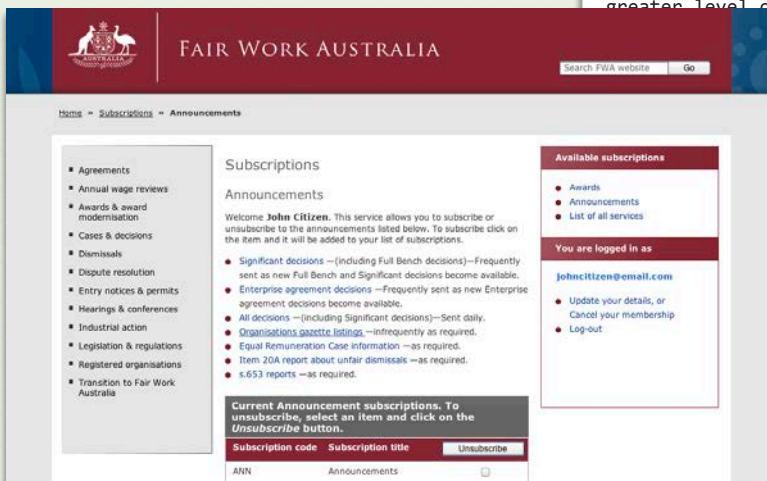 greater level o
AUSTRALIA
FAIR WORK AUSTRALIA
Search FWA website
Go
Home » Subscriptions » Announcements
Agreements
Annual wage reviews
Awards & award
modernisation
Cases & decisions
Dismissals
Dispute resolution
Entry notices & permits
Hearings & conferences
Industrial action
Legislation & regulations
Registered organisations
Transition to Fair Work
Australia
Subscriptions
Announcements
Welcome John Citizen. This service allows you to subscribe or
unsubscribe to the announcements listed below. To subscribe click on
the item and it will be added to your list of subscriptions.
Significant decisions —(including Full Bench decisions)—Frequently
sent as new Full Bench and Significant decisions become available.
Enterprise agreement decisions —Frequently sent as new Enterprise
agreement decisions become available.
All decisions —(including Significant decisions)—Sent daily.
Organisations gazette listings —infrequently as required.
Equal Remuneration Case information —as required.
Item 20A report about unfair dismissals —as required.
s.653 reports —as required.
Current Announcement subscriptions. To
unsubscribe, select an item and click on the
Unsubscribe button.
Subscription code Subscription title Unsubscribe
ANN Announcements
Available subscriptions
Awards
Announcements
List of all services
You are logged in as
johncitizen@email.com
Update your details, or
Cancel your membership
Log-out